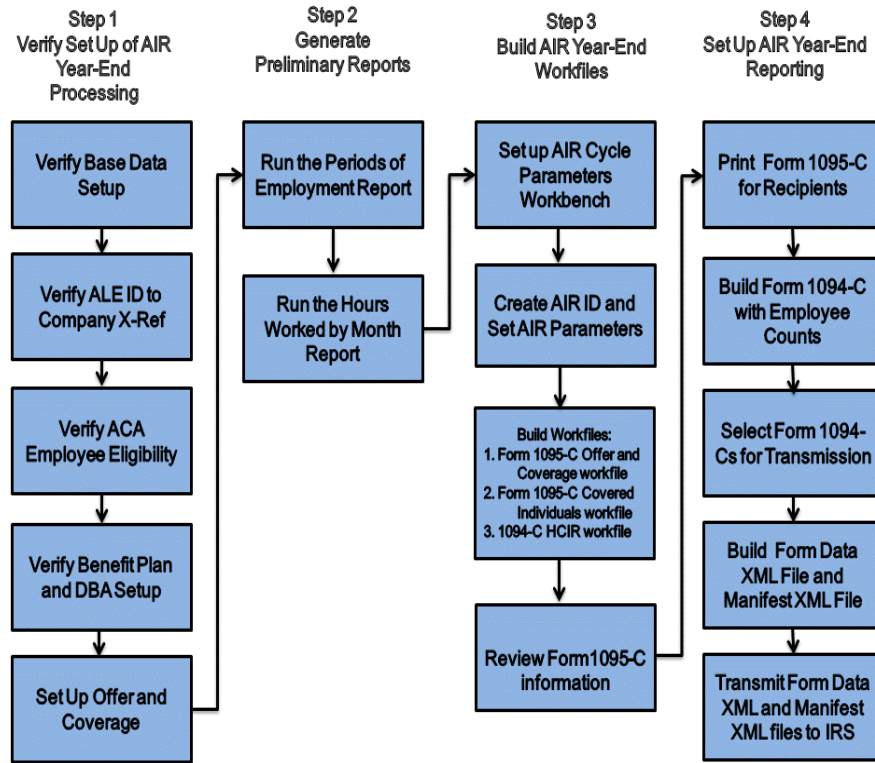 Step 1
Verify Set Up of AIR
Year-End
Processing
Verify Base Data
Setup
Verify ALE ID to
Company X-Ref
Verify ACA
Employee Eligibility
Verify Benefit Plan
and DBA Setup
Set Up Offer and
Coverage
Step 2
Generate
Preliminary Reports
Run the Periods of
Employment Report
Run the Hours
Worked by Month
Report
Step 3
Build AIR Year-End
Workfiles
Set up AIR Cycle
Parameters
Workbench
Create AIR ID and
Set AIR Parameters
Build Workfiles:
1. Form 1095-C Offer and
Coverage workfile
2. Form 1095-C Covered
Individuals workfile
3. 1094-C HCIR workfile
Review Form1095-C
information
Step 4
Set Up AIR Year-End
Reporting
Print Form 1095-C
for Recipients
Build Form 1094-C
with Employee
Counts
Select Form 1094-
Cs for Transmission
Build Form Data
XML File and
Manifest XML File
Transmit Form Data
XML and Manifest
XML files to IRS